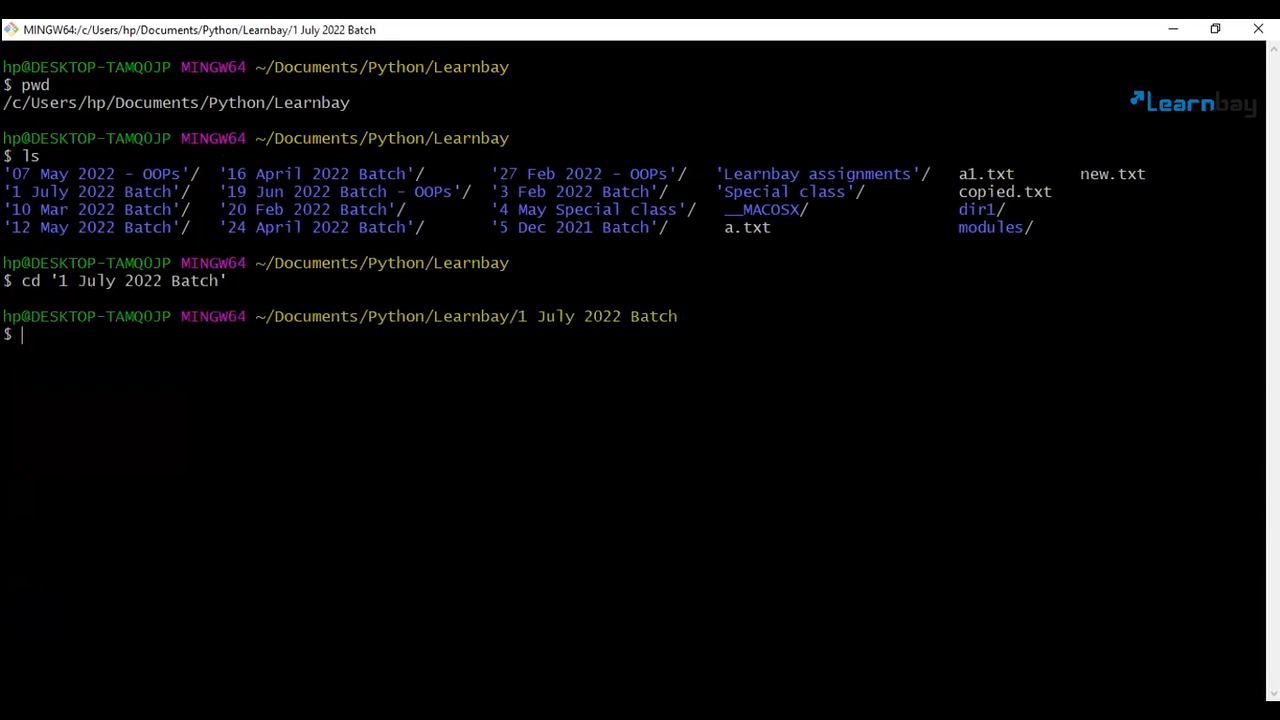 MINGW64:/c/Users/hp/Documents/Python/Learnbay/1 July 2022 Batch
hp@DESKTOP-TAMQOJP MINGW64 ~/Documents/Python/Learnbay
$ pwd
/c/Users/hp/Documents/Python/Learnbay
Learnbay
hp@DESKTOP-TAMQOJP MINGW64 ~/Documents/Python/Learnbay
$ ls
'07 May 2022 - OOPs'/ '16 April 2022 Batch'/ '27 Feb 2022 - OOPs'/ 'Learnbay assignments'/ a1.txt new.txt
'1 July 2022 Batch'/ '19 Jun 2022 Batch - OOPs'/ '3 Feb 2022 Batch'/ 'Special class'/ copied.txt
'10 Mar 2022 Batch'/ '20 Feb 2022 Batch'/ '4 May Special class'/ __MACOSX/ dir1/
'12 May 2022 Batch'/ '24 April 2022 Batch'/ '5 Dec 2021 Batch'/ a.txt modules/
hp@DESKTOP-TAMQOJP MINGW64 ~/Documents/Python/Learnbay
$ cd '1 July 2022 Batch'
hp@DESKTOP-TAMQOJP MINGW64 ~/Documents/Python/Learnbay/1 July 2022 Batch
$